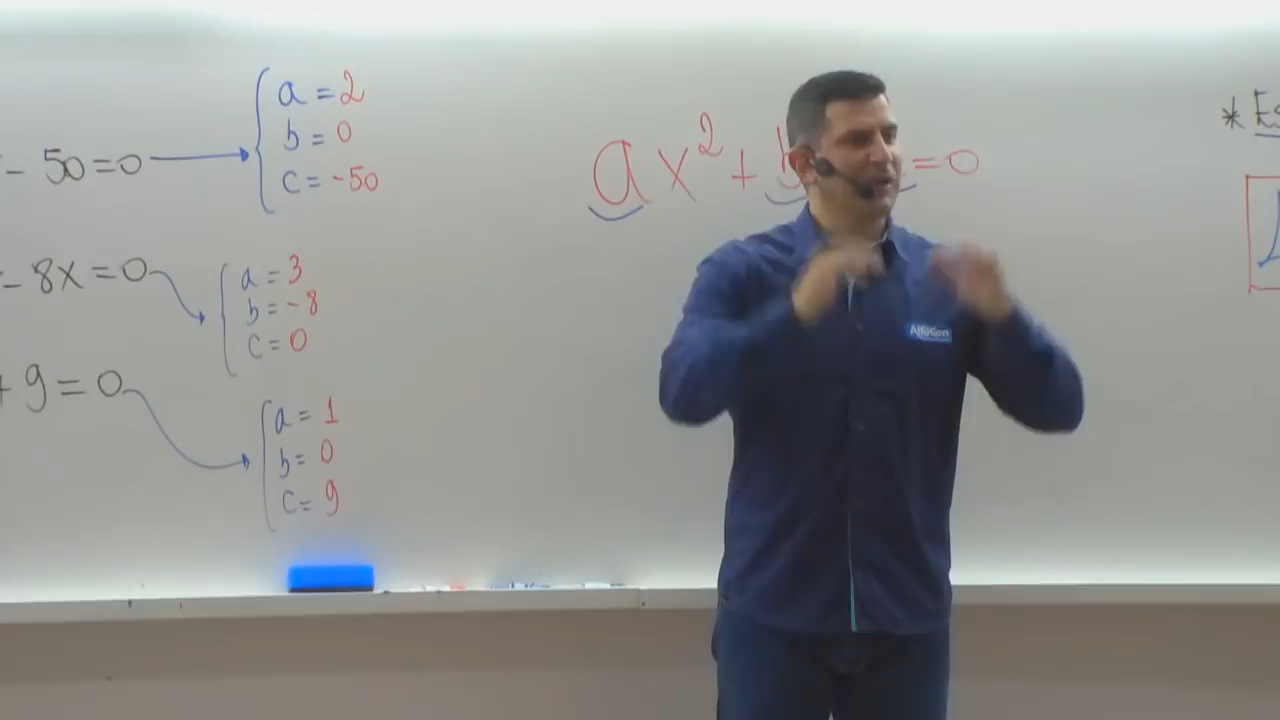 - 50 = 0
a = 2
b = 0
c = -50
- 8x = 0
a = 3
b = -8
c = 0
+ 9 = 0
a = 1
b = 0
c = 9
ax² + b = 0
AlfaCon
*